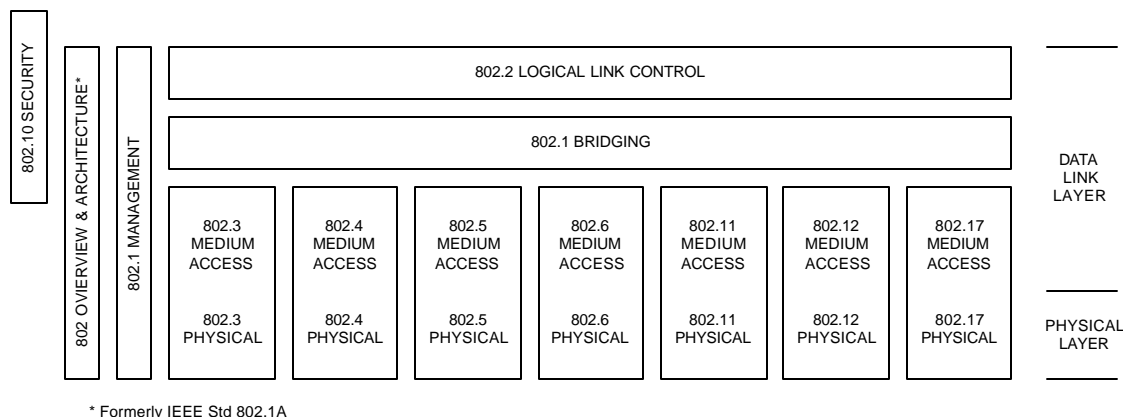 802.10 SECURITY
802 OVIERVIEW & ARCHITECTURE*
802.1 MANAGEMENT
802.2 LOGICAL LINK CONTROL
802.1 BRIDGING
802.3
MEDIUM
ACCESS
802.3
PHYSICAL
802.4
MEDIUM
ACCESS
802.4
PHYSICAL
802.5
MEDIUM
ACCESS
802.5
PHYSICAL
802.6
MEDIUM
ACCESS
802.6
PHYSICAL
802.11
MEDIUM
ACCESS
802.11
PHYSICAL
802.12
MEDIUM
ACCESS
802.12
PHYSICAL
802.17
MEDIUM
ACCESS
802.17
PHYSICAL
DATA
LINK
LAYER
PHYSICAL
LAYER
* Formerly IEEE Std 802.1A